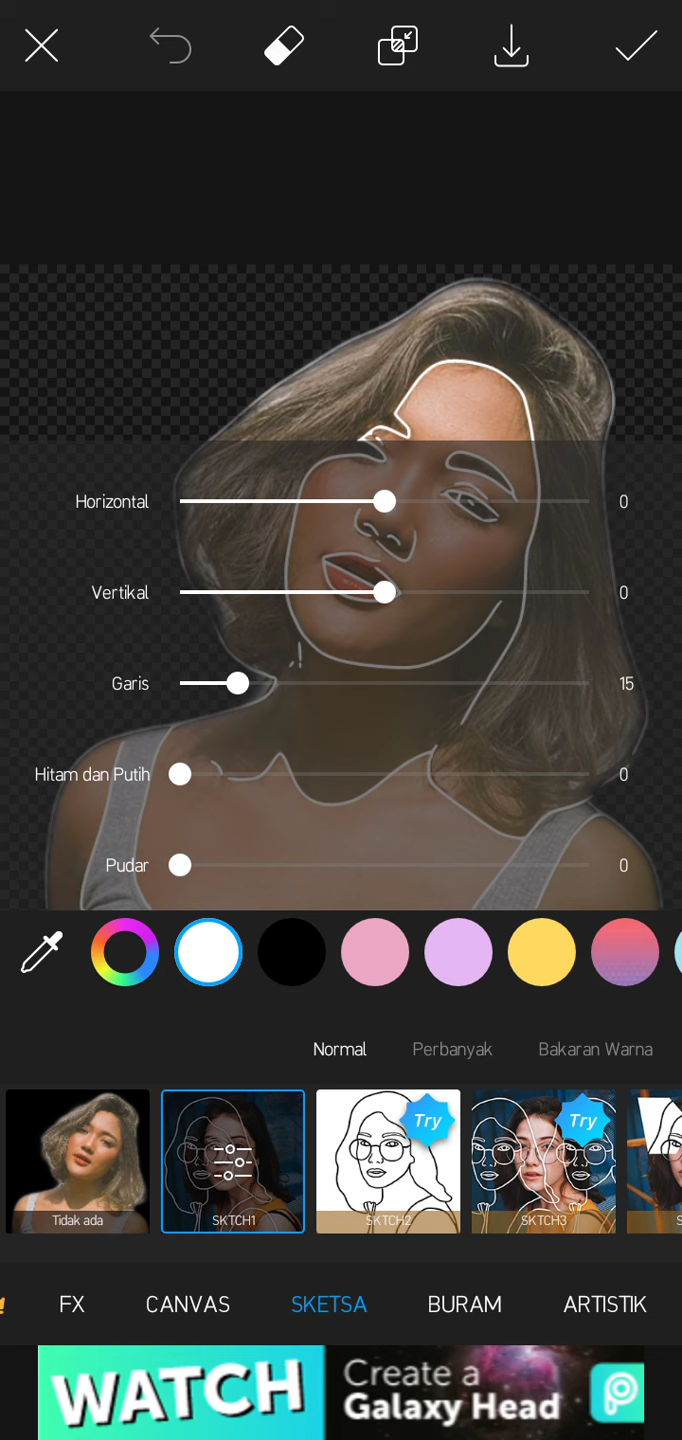 Horizontal 0
Vertikal 0
Garis 15
Hitam dan Putih 0
Pudar 0
Normal Perbanyak Bakaran Warna
Try Try
Tidak ada SKTCH1 SKTCH2 SKTCH3
FX CANVAS SKETSA BURAM ARTISTIK
WATCH
Create a
Galaxy Head